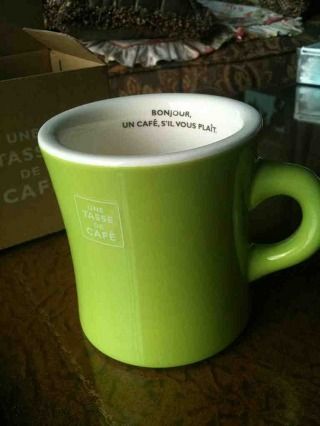 BONJOUR,
UN CAFÉ, S'IL VOUS PLAÎT.
UNE
TASSE
DE
CAFÉ
UNE
TASSE
DE
CAFÉ